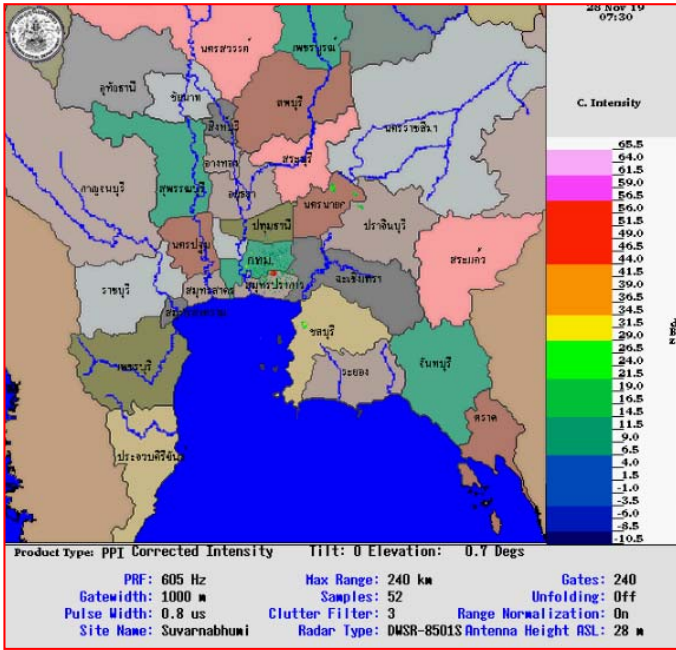 28 Nov 19
07:30
C. Intensity
นครสวรรค์
เพชรบูรณ์
อุทัยธานี
ชัยนาท
ลพบุรี
สิงห์บุรี
นครราชสีมา
อ่างทอง
สระบุรี
กาญจนบุรี
สุพรรณบุรี
อยุธยา
นครนายก
ปทุมธานี
ปราจีนบุรี
นครปฐม
กทม.
สระแก้ว
ราชบุรี
สมุทรสาคร
สมุทรปราการ
ฉะเชิงเทรา
ชลบุรี
เพชรบุรี
ระยอง
จันทบุรี
ตราด
ประจวบคีรีขันธ์
65.5
64.0
61.5
59.0
56.5
56.0
51.5
49.0
46.5
44.0
41.5
39.0
36.5
34.0
31.5
29.0
26.5
24.0
21.5
19.0
16.5
14.0
11.5
9.0
6.5
4.0
1.5
-1.0
-3.5
-6.0
-8.5
-10.5
Product Type: PPI Corrected Intensity Tilt: 0 Elevation: 0.7 Degs
PRF: 605 Hz Max Range: 240 km Gates: 240
Gatewidth: 1000 m Samples: 52 Unfolding: Off
Pulse Width: 0.8 us Clutter Filter: 3 Range Normalization: On
Site Name: Suvarnabhumi Radar Type: DWSR-8501S Antenna Height ASL: 28 m